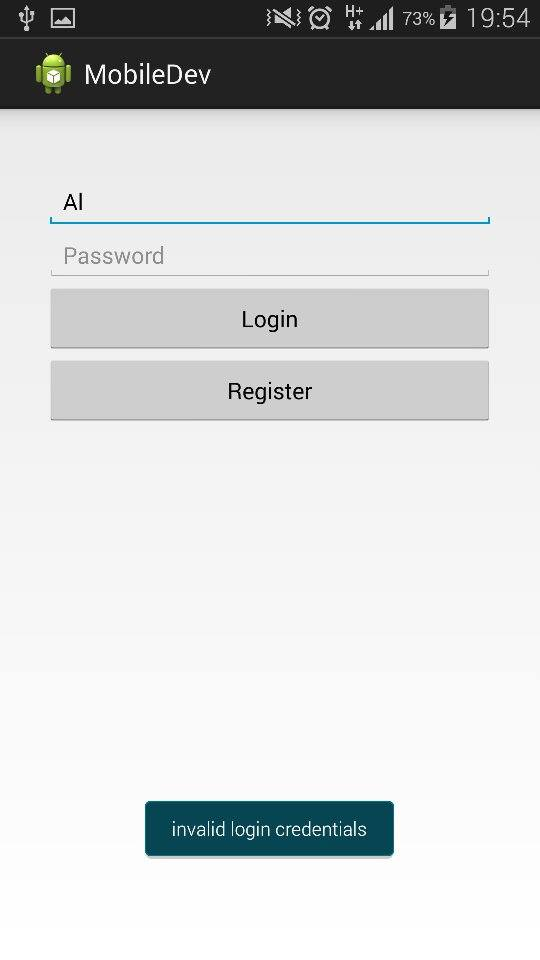 H+ 73% 19:54
MobileDev
Al
Password
Login
Register
invalid login credentials